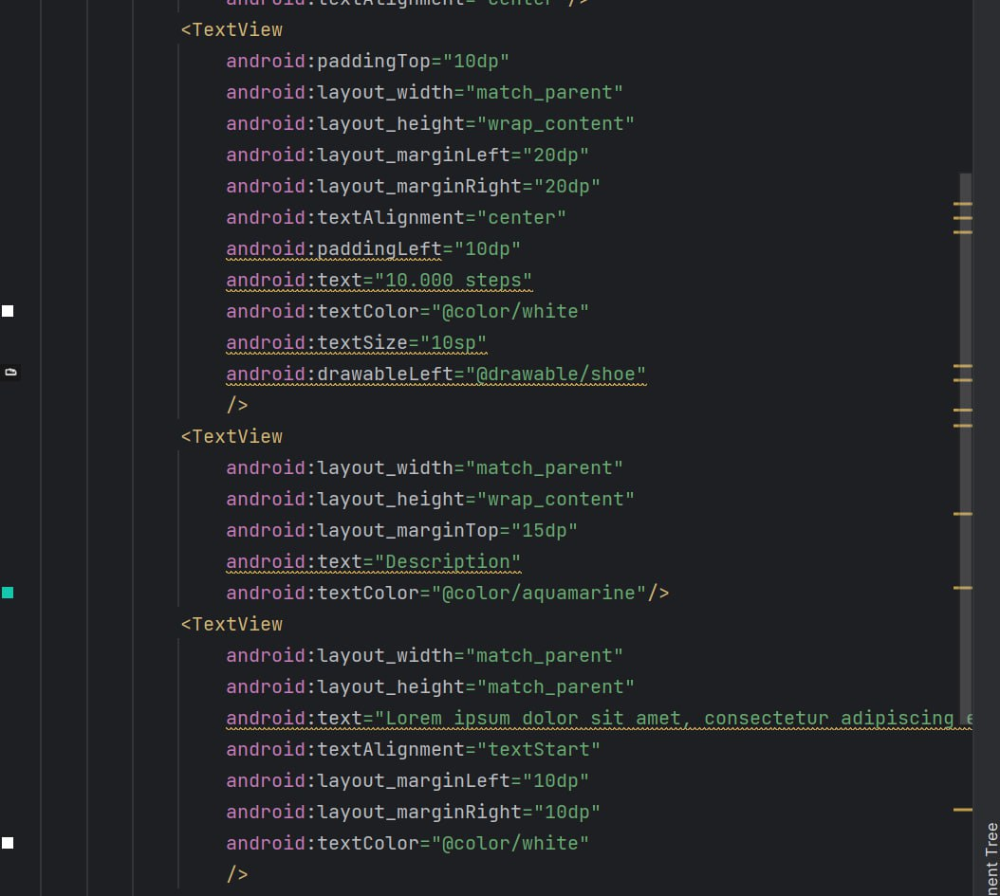 android:textAlignment="center" />
<TextView
android:paddingTop="10dp"
android:layout_width="match_parent"
android:layout_height="wrap_content"
android:layout_marginLeft="20dp"
android:layout_marginRight="20dp"
android:textAlignment="center"
android:paddingLeft="10dp"
android:text="10.000 steps"
android:textColor="@color/white"
android:textSize="10sp"
android:drawableLeft="@drawable/shoe"
/>
<TextView
android:layout_width="match_parent"
android:layout_height="wrap_content"
android:layout_marginTop="15dp"
android:text="Description"
android:textColor="@color/aquamarine"/>
<TextView
android:layout_width="match_parent"
android:layout_height="match_parent"
android:text="Lorem ipsum dolor sit amet, consectetur adipiscing e
android:textAlignment="textStart"
android:layout_marginLeft="10dp"
android:layout_marginRight="10dp"
android:textColor="@color/white"
/>
nent Tree